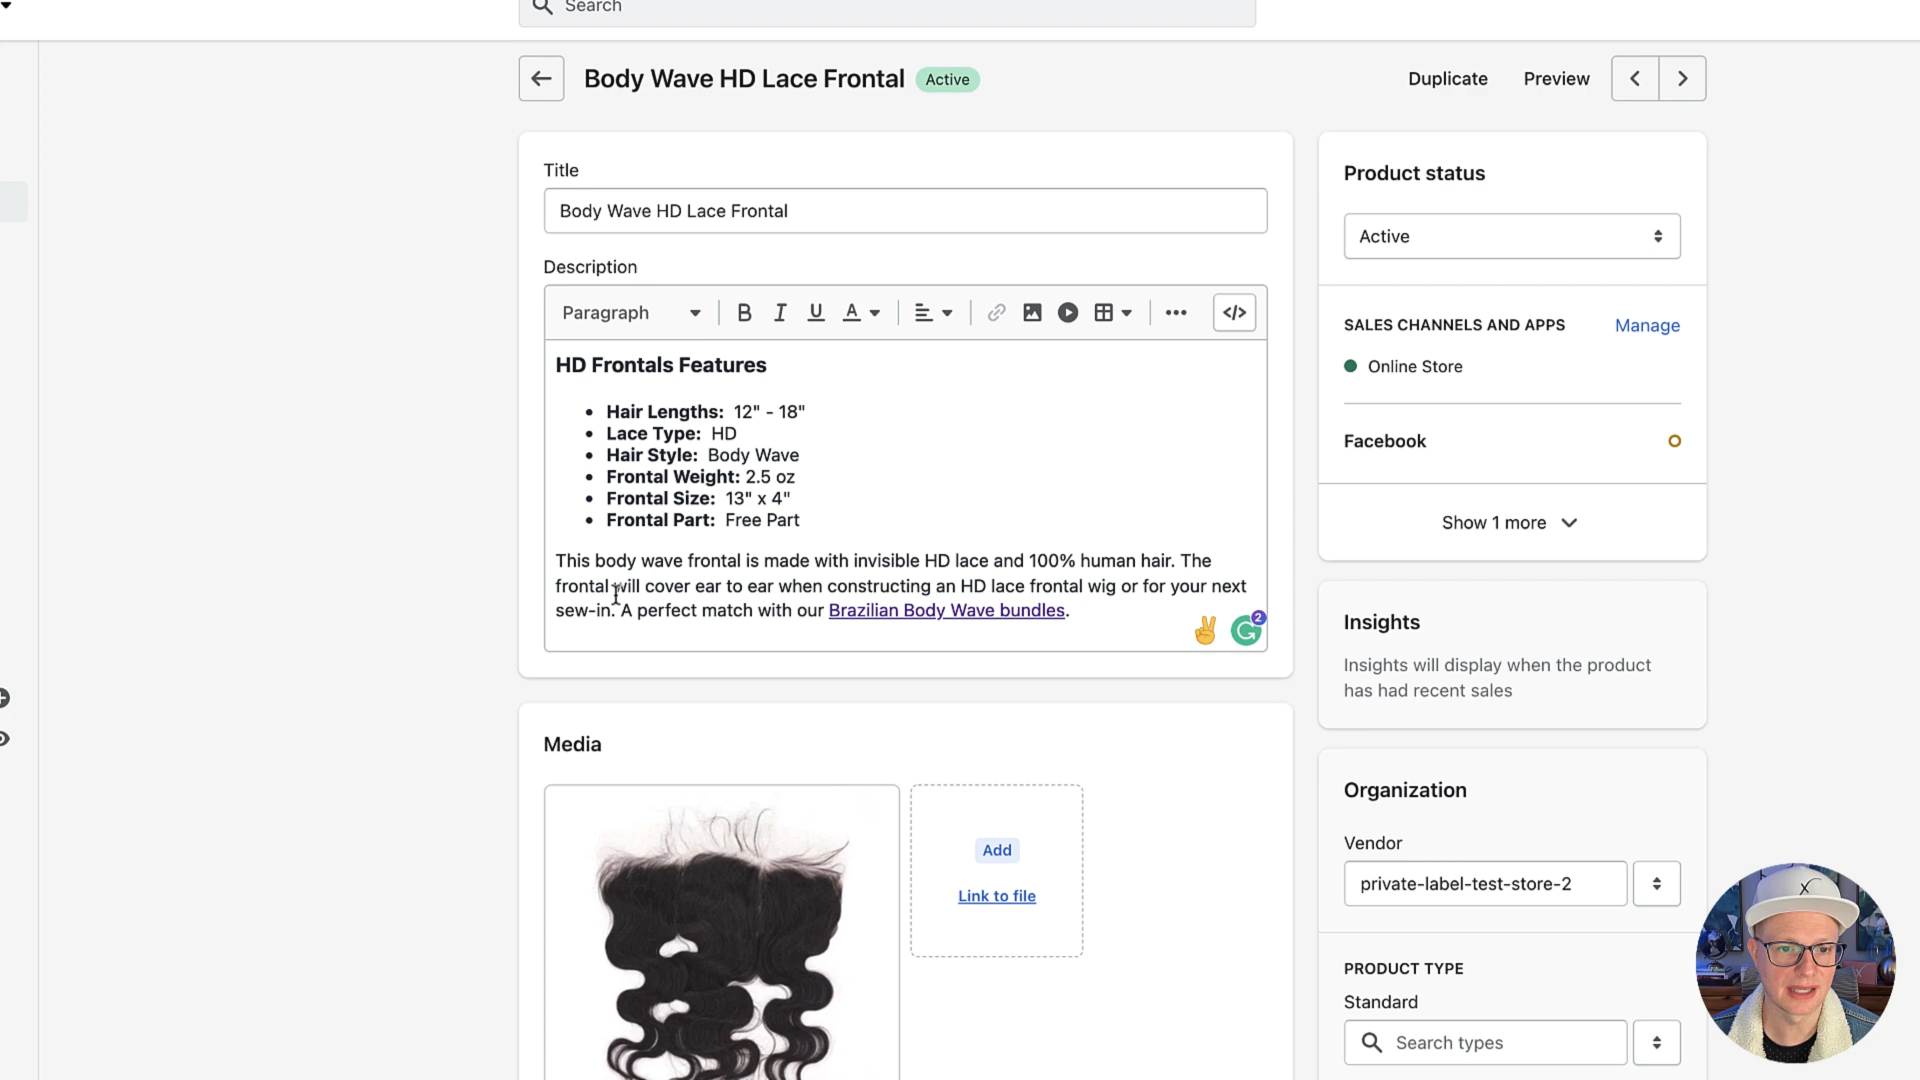 Search
Body Wave HD Lace Frontal
Active
Duplicate
Preview
Title
Body Wave HD Lace Frontal
Description
Paragraph
B I U A
</>
HD Frontals Features
• Hair Lengths: 12" - 18"
• Lace Type: HD
• Hair Style: Body Wave
• Frontal Weight: 2.5 oz
• Frontal Size: 13" x 4"
• Frontal Part: Free Part
This body wave frontal is made with invisible HD lace and 100% human hair. The
frontal will cover ear to ear when constructing an HD lace frontal wig or for your next
sew-in. A perfect match with our Brazilian Body Wave bundles.
2
Media
Add
Link to file
Product status
Active
SALES CHANNELS AND APPS
Manage
Online Store
Facebook
Show 1 more
Insights
Insights will display when the product
has had recent sales
Organization
Vendor
private-label-test-store-2
PRODUCT TYPE
Standard
Search types
X